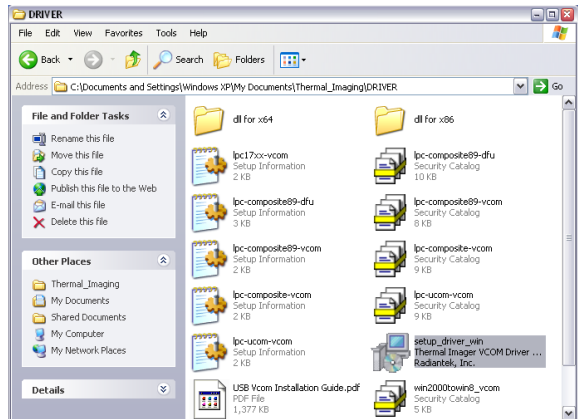 DRIVER
File Edit View Favorites Tools Help
Back Search Folders
Address C:\Documents and Settings\Windows XP\My Documents\Thermal_Imaging\DRIVER Go
File and Folder Tasks
Rename this file
Move this file
Copy this file
Publish this file to the Web
E-mail this file
Delete this file
Other Places
Thermal_Imaging
My Documents
Shared Documents
My Computer
My Network Places
Details
dll for x64
dll for x86
lpc17xx-vcom
Setup Information
2 KB
lpc-composite89-dfu
Security Catalog
10 KB
lpc-composite89-dfu
Setup Information
3 KB
lpc-composite89-vcom
Security Catalog
8 KB
lpc-composite89-vcom
Setup Information
2 KB
lpc-composite-vcom
Security Catalog
9 KB
lpc-composite-vcom
Setup Information
2 KB
lpc-ucom-vcom
Security Catalog
9 KB
lpc-ucom-vcom
Setup Information
2 KB
setup_driver_win
Thermal Imager VCOM Driver ...
Radiantek, Inc.
USB Vcom Installation Guide.pdf
PDF File
1,377 KB
win2000towin8_vcom
Security Catalog
5 KB